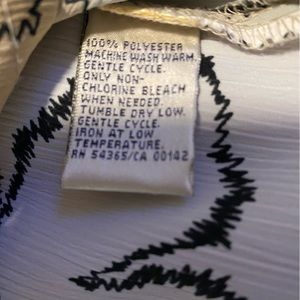 100% POLYESTER
MACHINE WASH WARM,
GENTLE CYCLE.
ONLY NON-
CHLORINE BLEACH
WHEN NEEDED.
TUMBLE DRY LOW.
GENTLE CYCLE.
IRON AT LOW
TEMPERATURE.
RN 54365/CA 00142